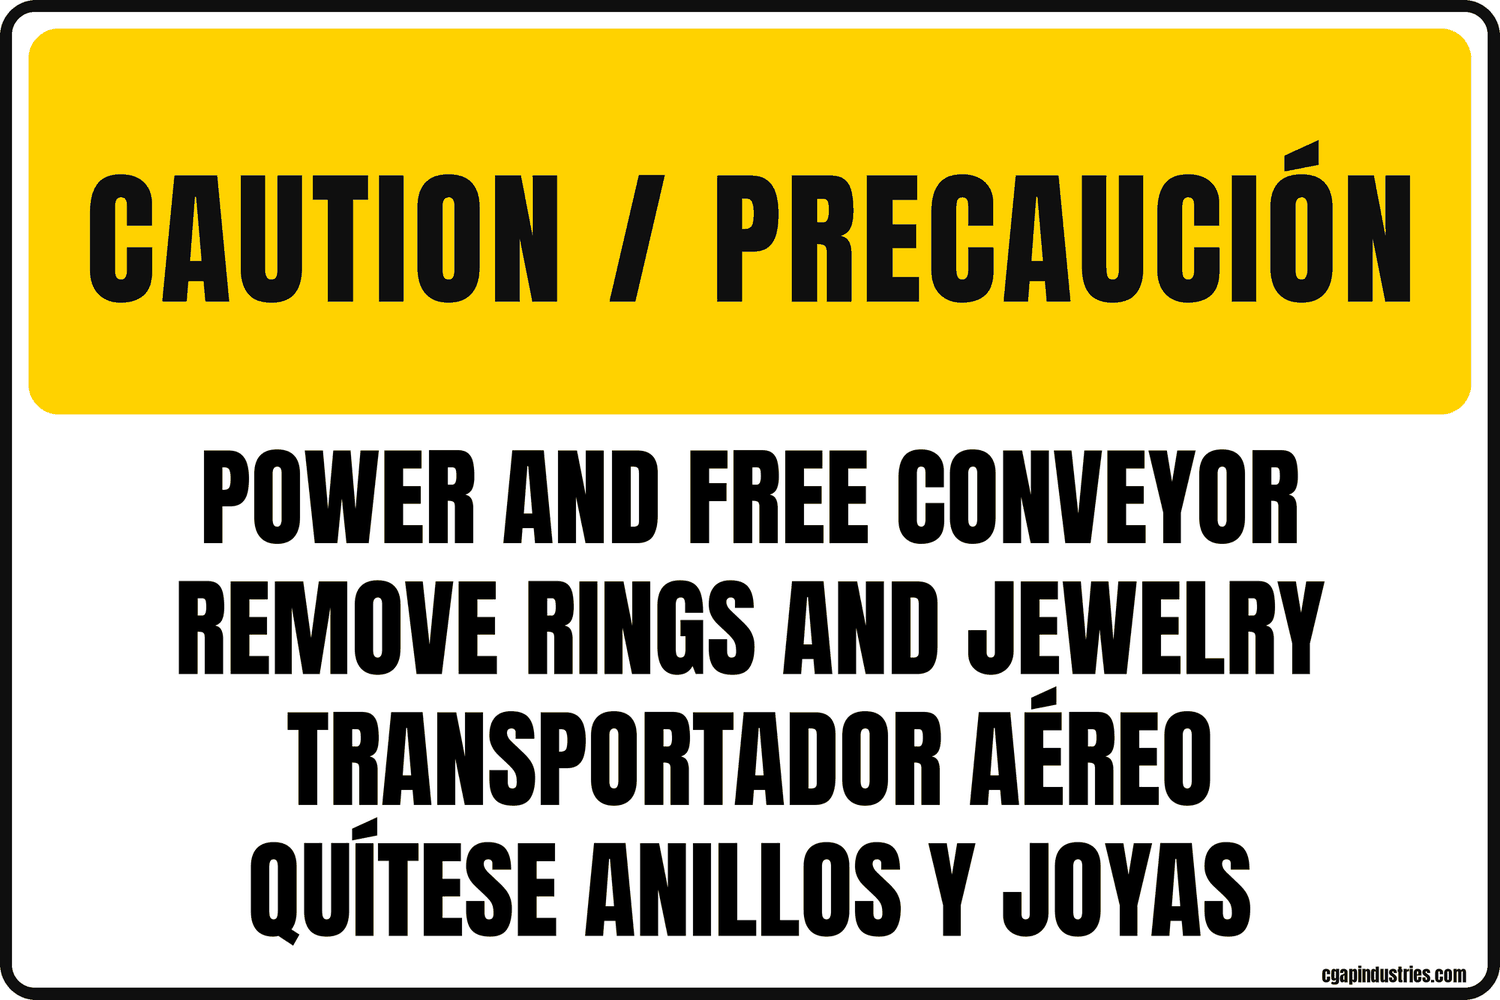 CAUTION / PRECAUCIÓN
POWER AND FREE CONVEYOR
REMOVE RINGS AND JEWELRY
TRANSPORTADOR AÉREO
QUÍTESE ANILLOS Y JOYAS
cgapindustries.com